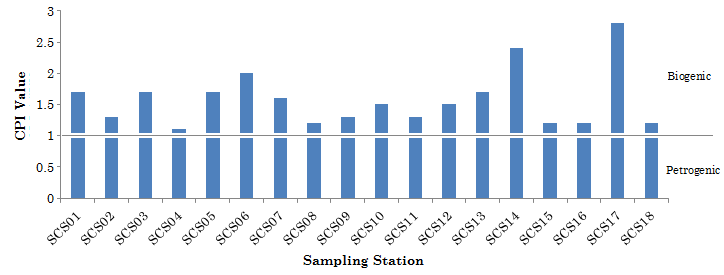 3
2.5
2
1.5
1
0.5
0
CPI Value
Biogenic
Petrogenic
SCS01
SCS02
SCS03
SCS04
SCS05
SCS06
SCS07
SCS08
SCS09
SCS10
SCS11
SCS12
SCS13
SCS14
SCS15
SCS16
SCS17
SCS18
Sampling Station